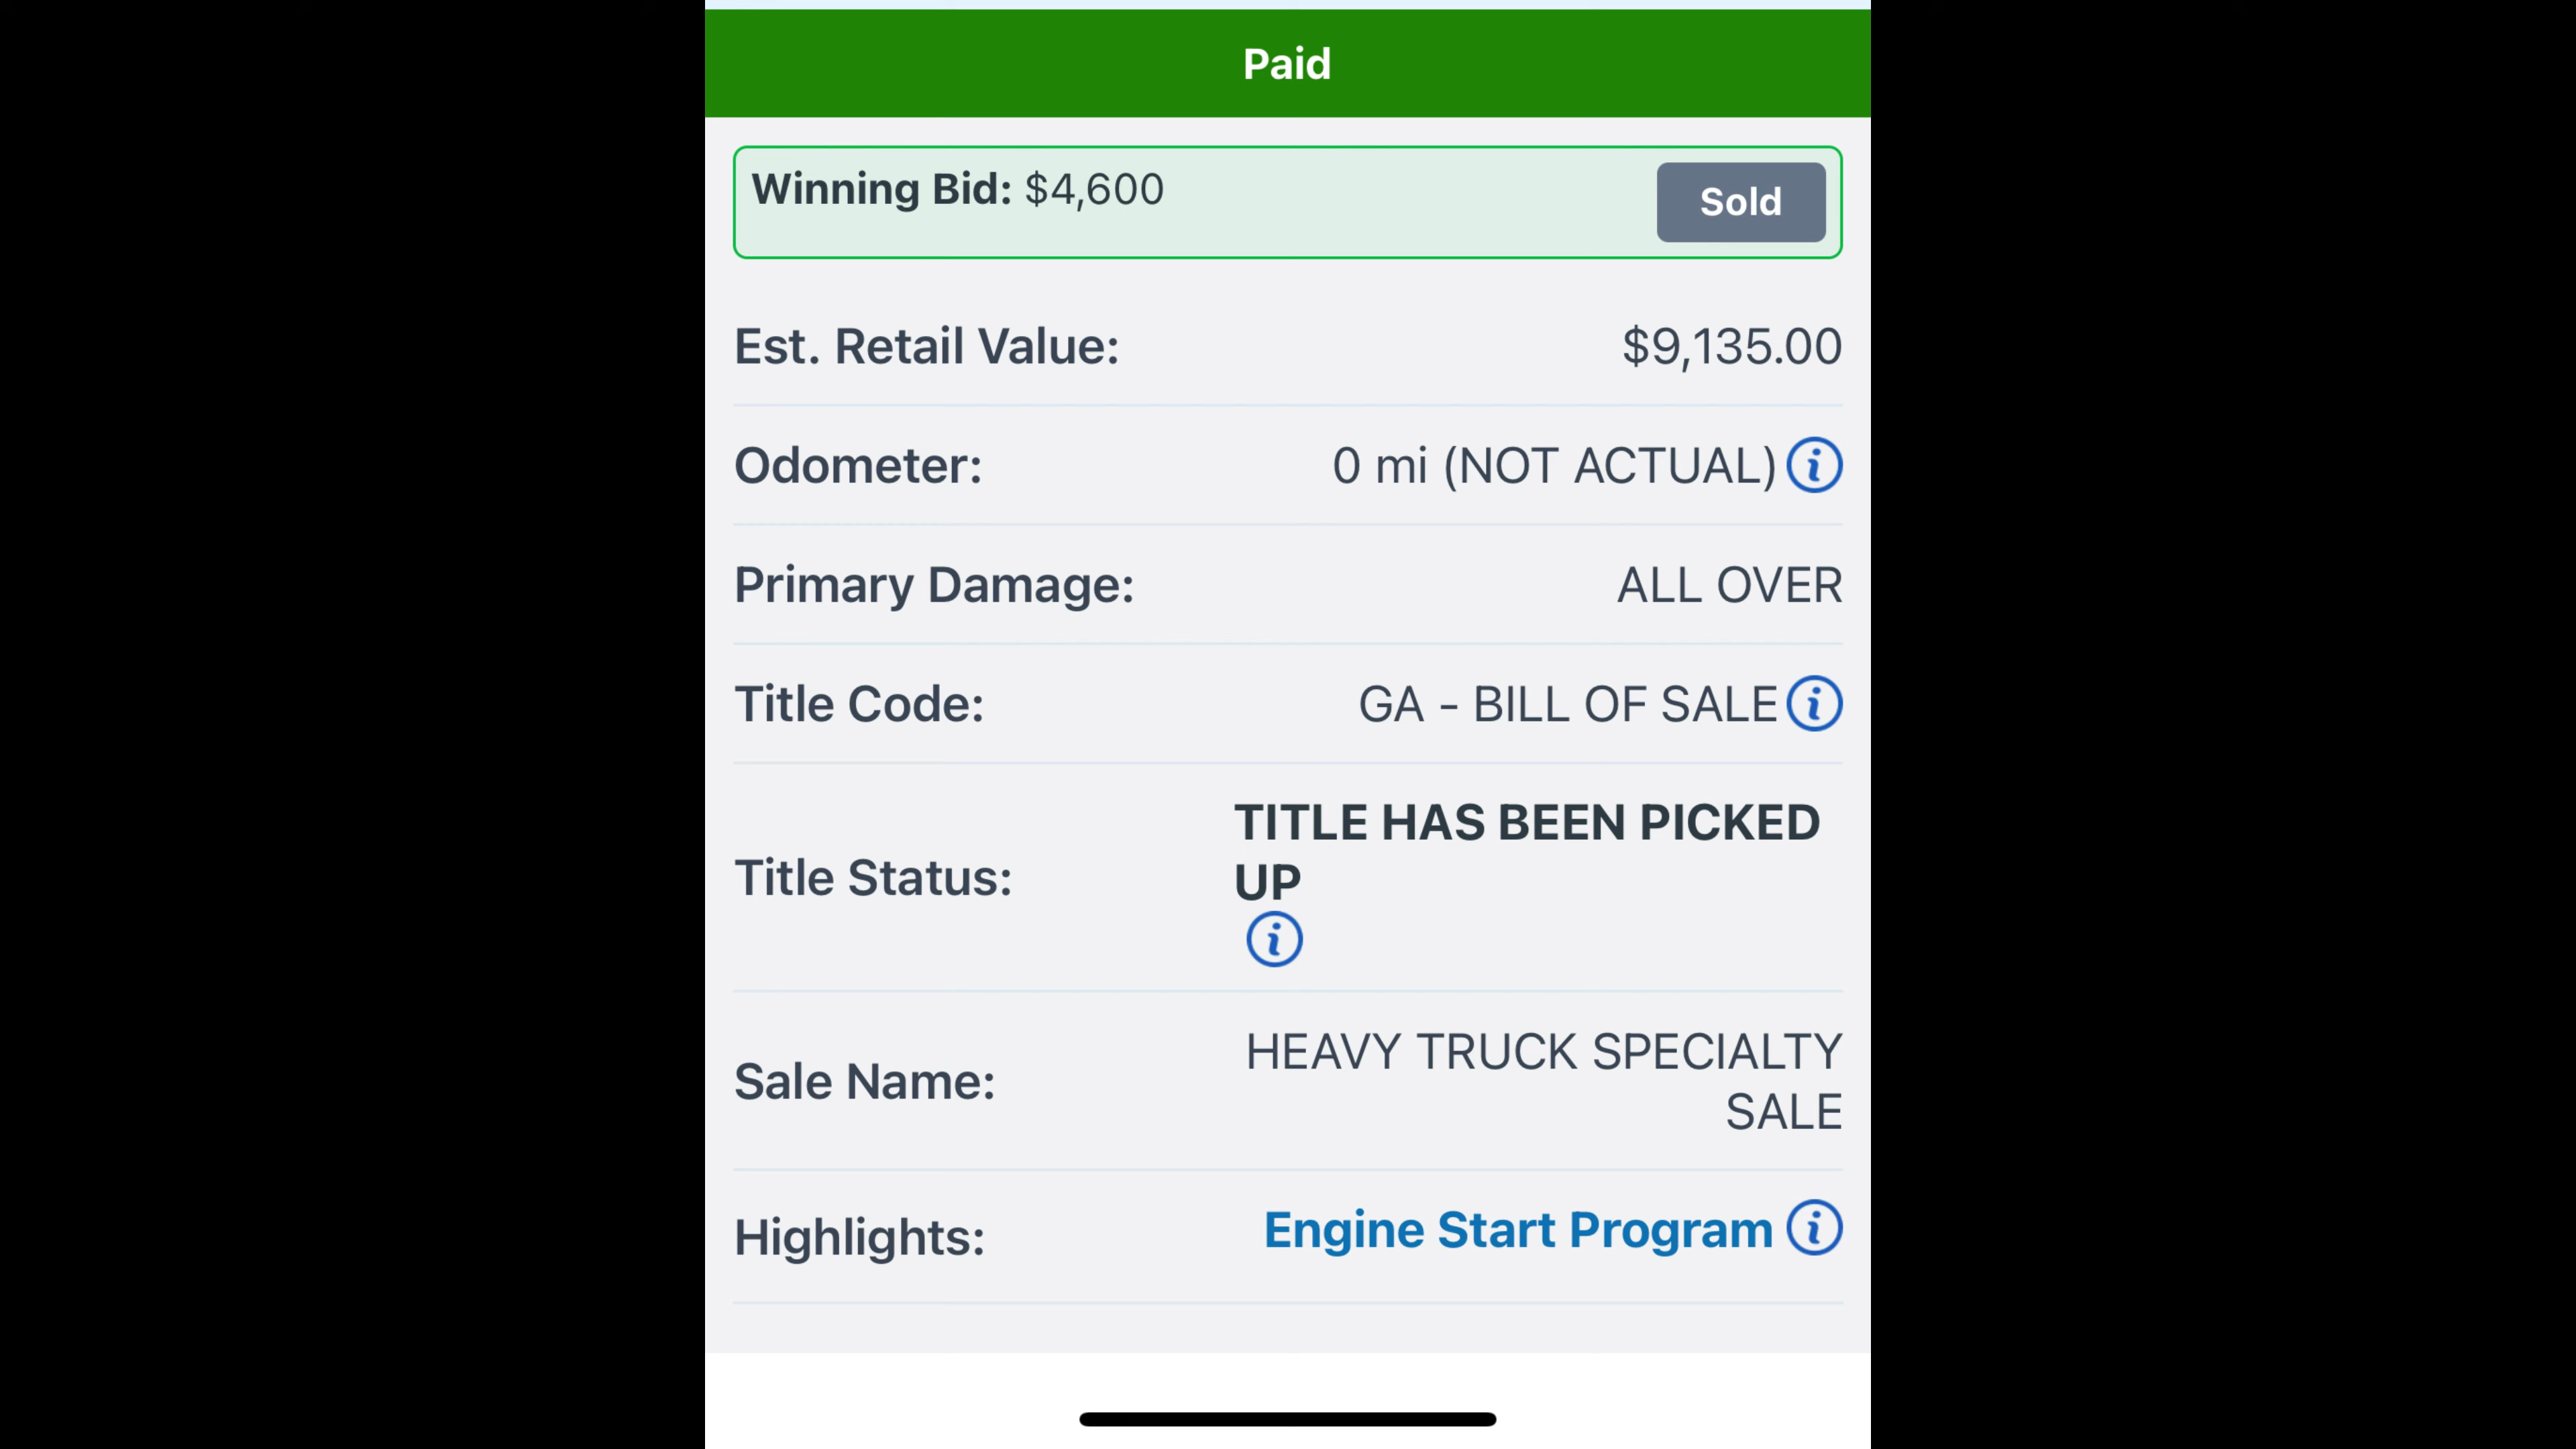 Paid
Winning Bid: $4,600
Sold
Est. Retail Value: $9,135.00
Odometer: 0 mi (NOT ACTUAL) i
Primary Damage: ALL OVER
Title Code: GA - BILL OF SALE i
Title Status: TITLE HAS BEEN PICKED
UP
i
Sale Name: HEAVY TRUCK SPECIALTY
SALE
Highlights: Engine Start Program i